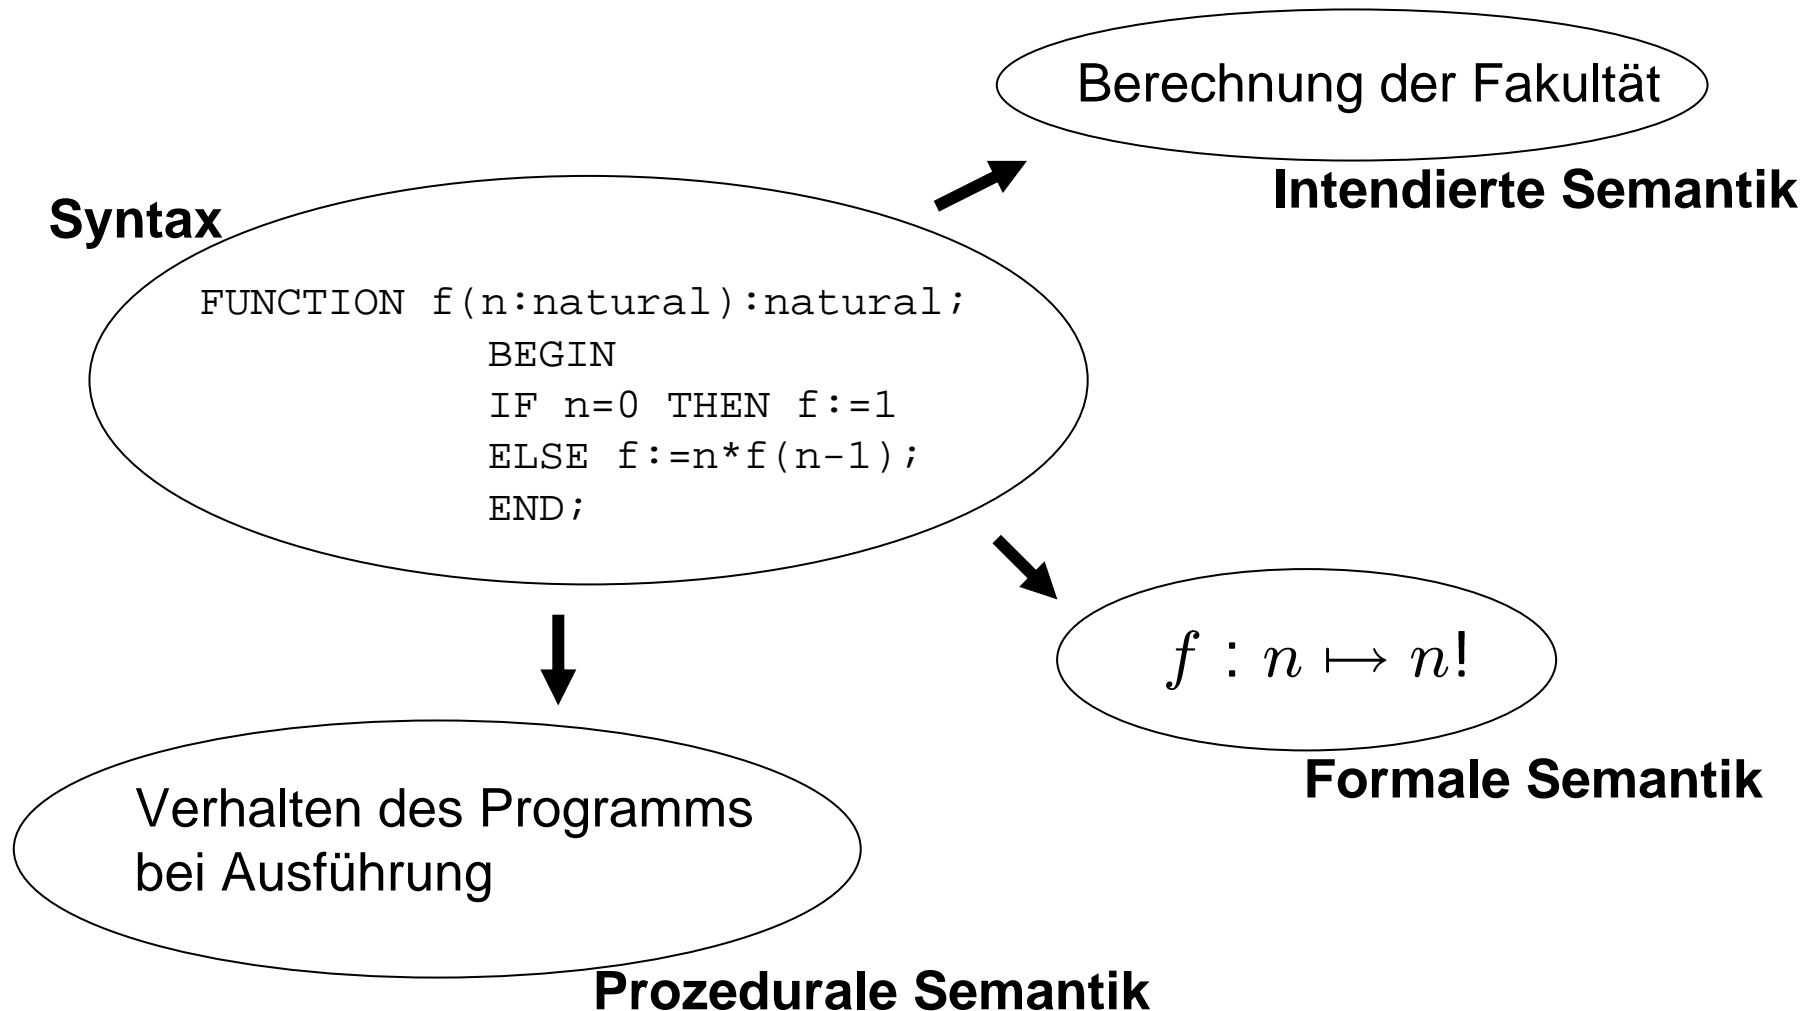 Berechnung der Fakultät
Intendierte Semantik
Syntax
FUNCTION f(n:natural):natural;
BEGIN
IF n=0 THEN f:=1
ELSE f:=n*f(n-1);
END;
f : n ↦ n!
Formale Semantik
Verhalten des Programms
bei Ausführung
Prozedurale Semantik